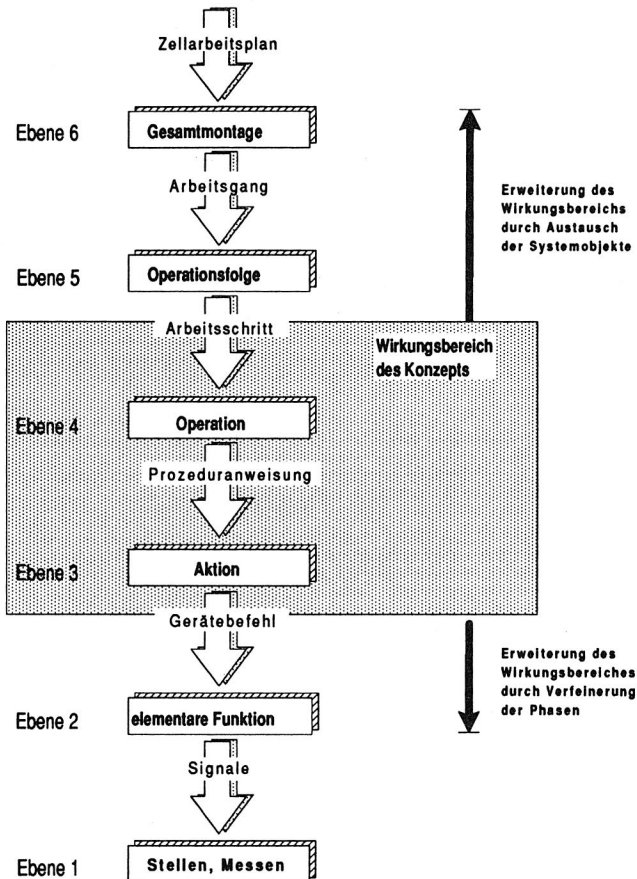 Zellarbeitsplan
Ebene 6
Gesamtmontage
Arbeitsgang
Erweiterung des
Wirkungsbereichs
durch Austausch
der Systemobjekte
Ebene 5
Operationsfolge
Arbeitsschritt
Wirkungsbereich
des Konzepts
Ebene 4
Operation
Prozeduranweisung
Ebene 3
Aktion
Gerätebefehl
Erweiterung des
Wirkungsbereiches
durch Verfeinerung
der Phasen
Ebene 2
elementare Funktion
Signale
Ebene 1
Stellen, Messen